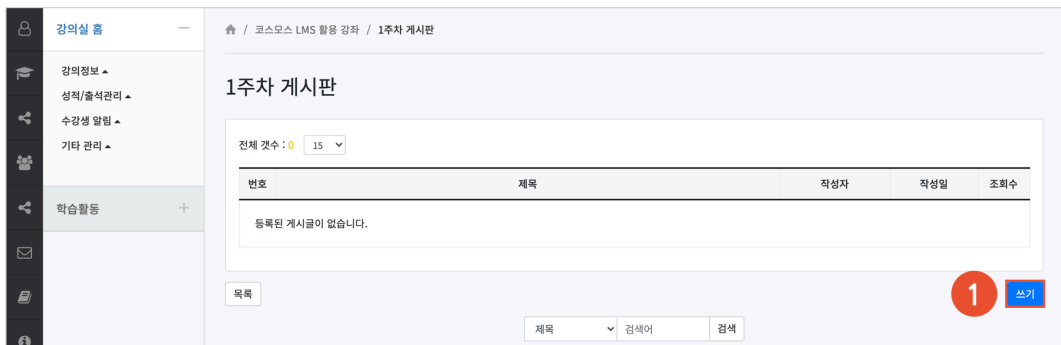 강의실 홈
/ 코스모스 LMS 활용 강좌 / 1주차 게시판
강의정보
성적/출석관리
수강생 알림
기타 관리
학습활동
1주차 게시판
전체 갯수 : 0 15
번호 제목 작성자 작성일 조회수
등록된 게시글이 없습니다.
목록 1 쓰기
제목 검색어 검색